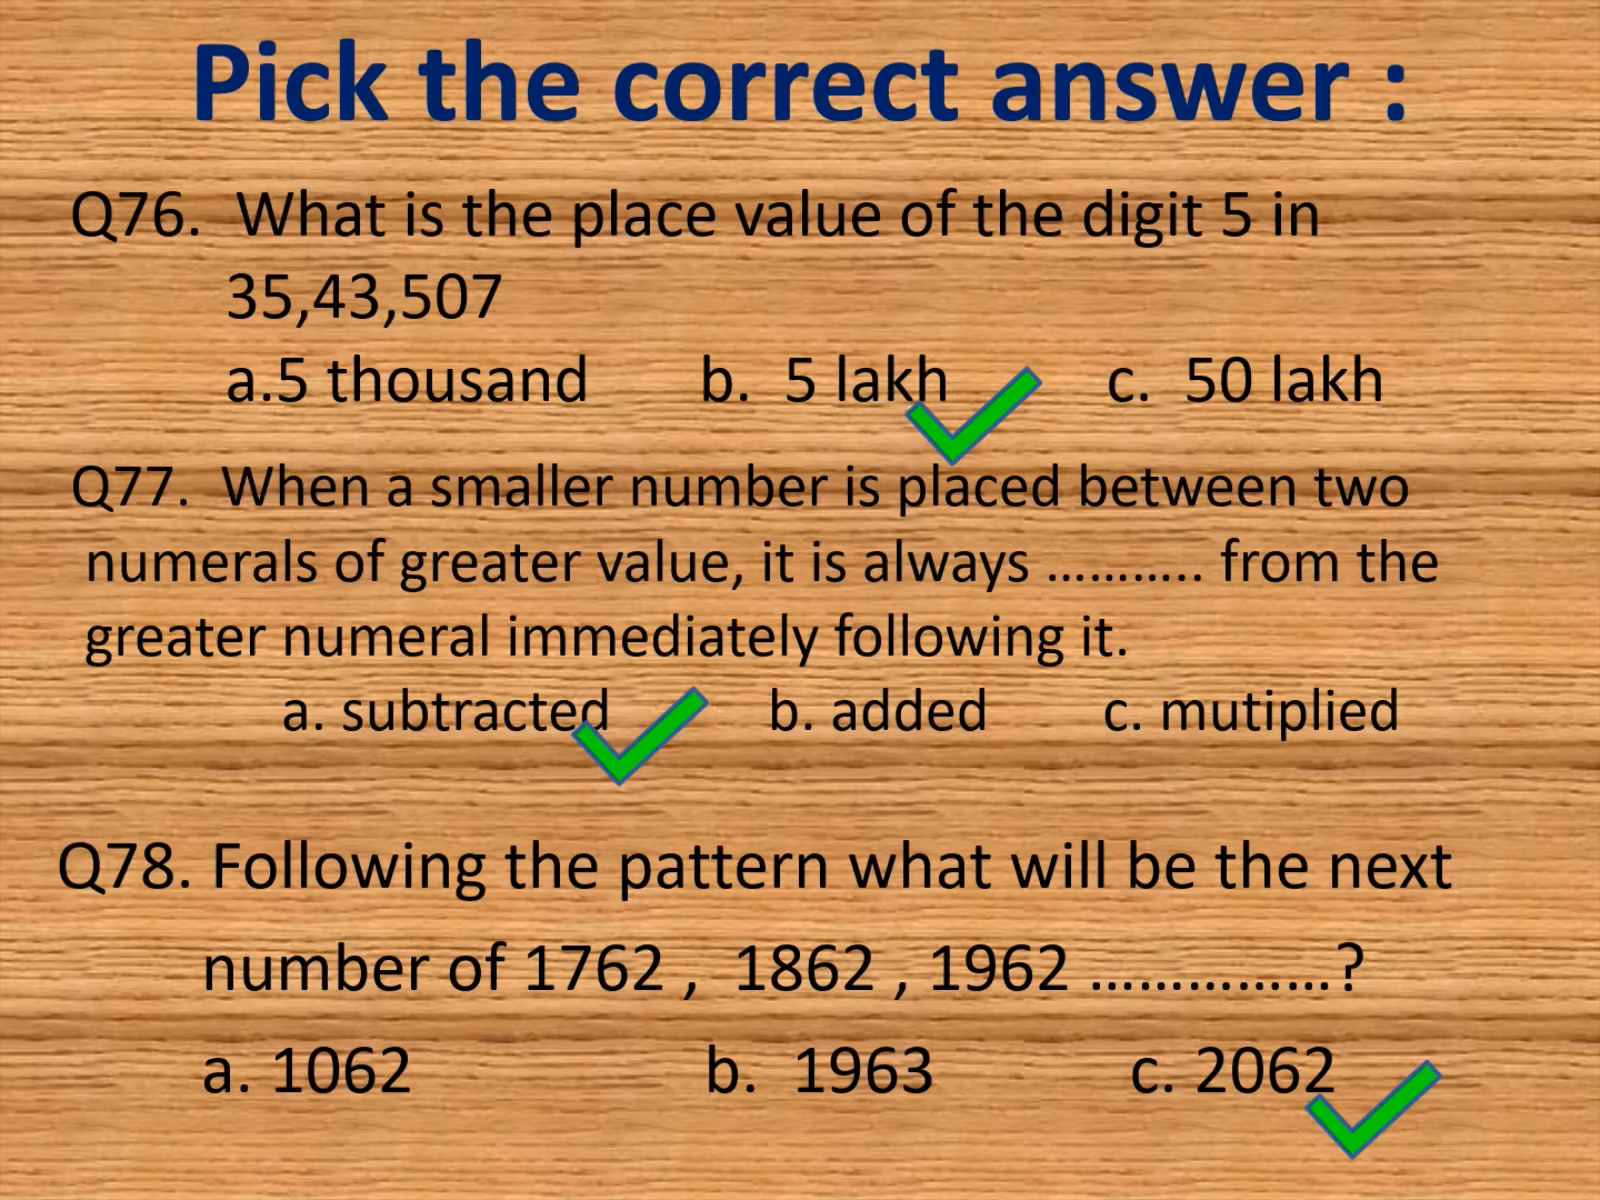 Pick the correct answer :
Q76.  What is the place value of the digit 5 in
35,43,507
a.5 thousand b.  5 lakh c.  50 lakh
Q77.  When a smaller number is placed between two
numerals of greater value, it is always ……….. from the
greater numeral immediately following it.
a. subtracted b. added c. mutiplied
Q78. Following the pattern what will be the next
number of 1762 ,  1862 , 1962 ……………?
a. 1062 b.  1963 c. 2062